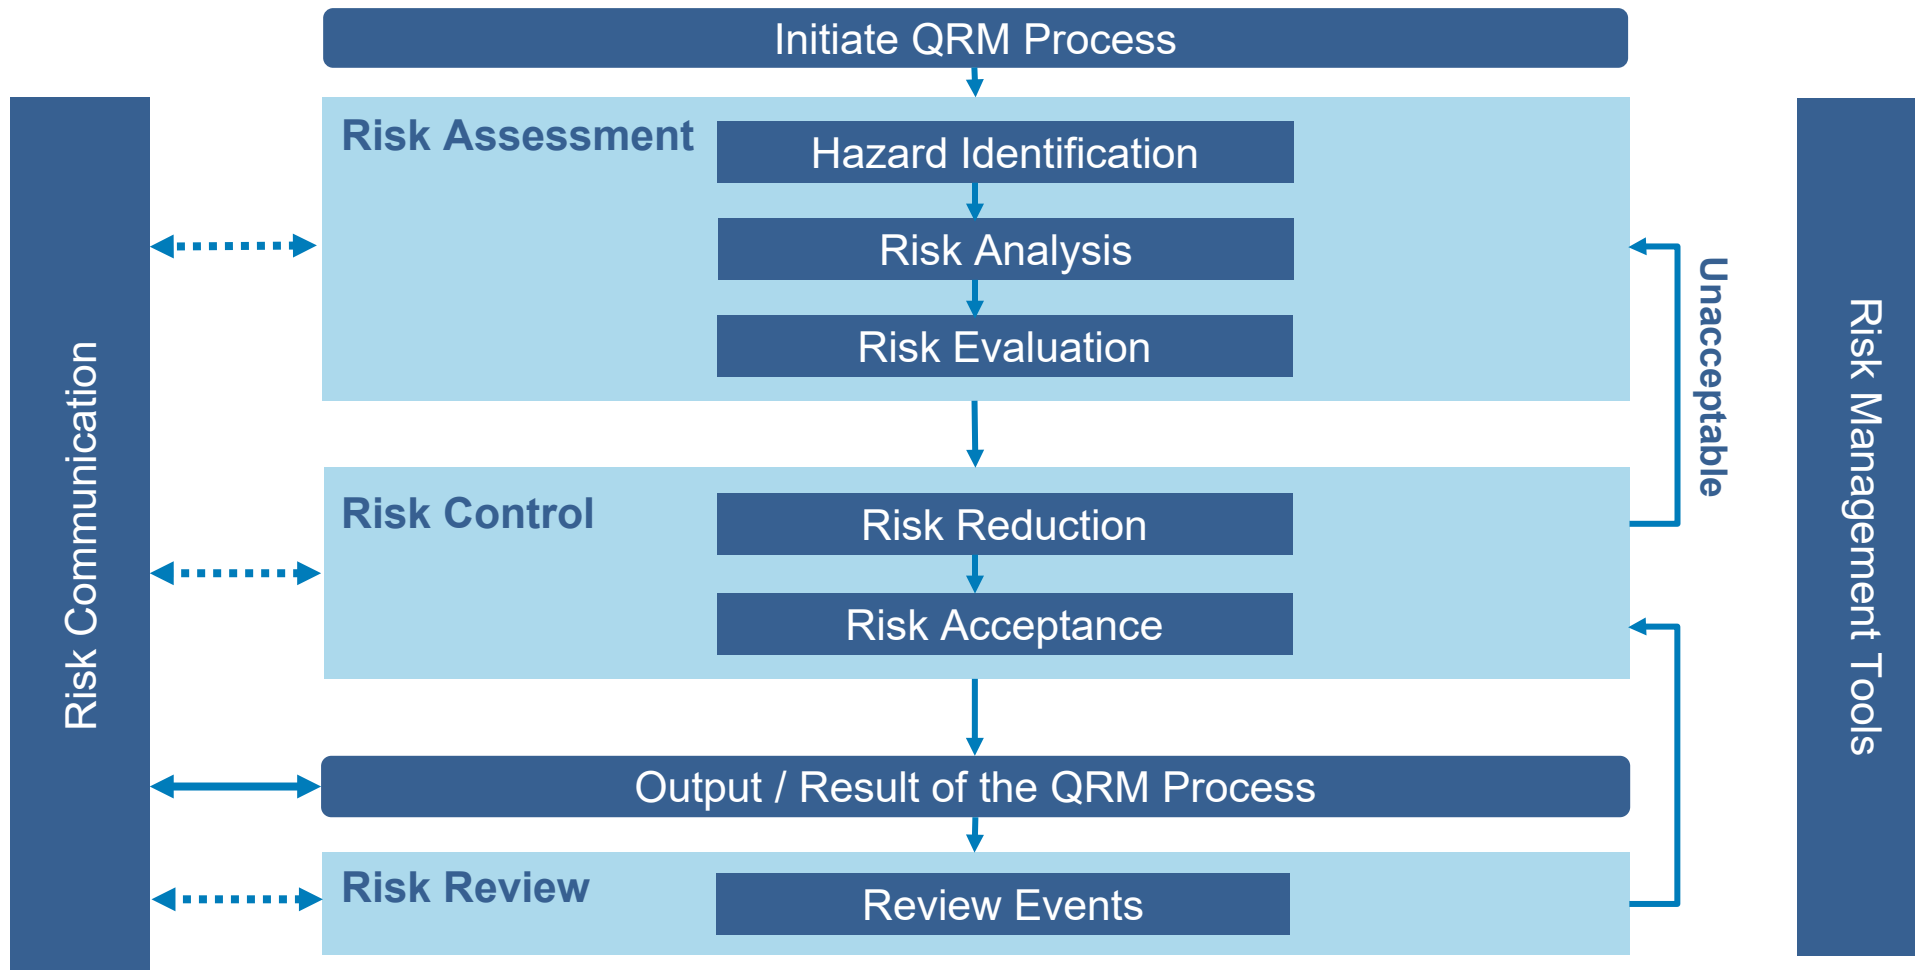 Initiate QRM Process
Risk Assessment
Hazard Identification
Risk Analysis
Risk Evaluation
Unacceptable
Risk Communication
Risk Management Tools
Risk Control
Risk Reduction
Risk Acceptance
Output / Result of the QRM Process
Risk Review
Review Events